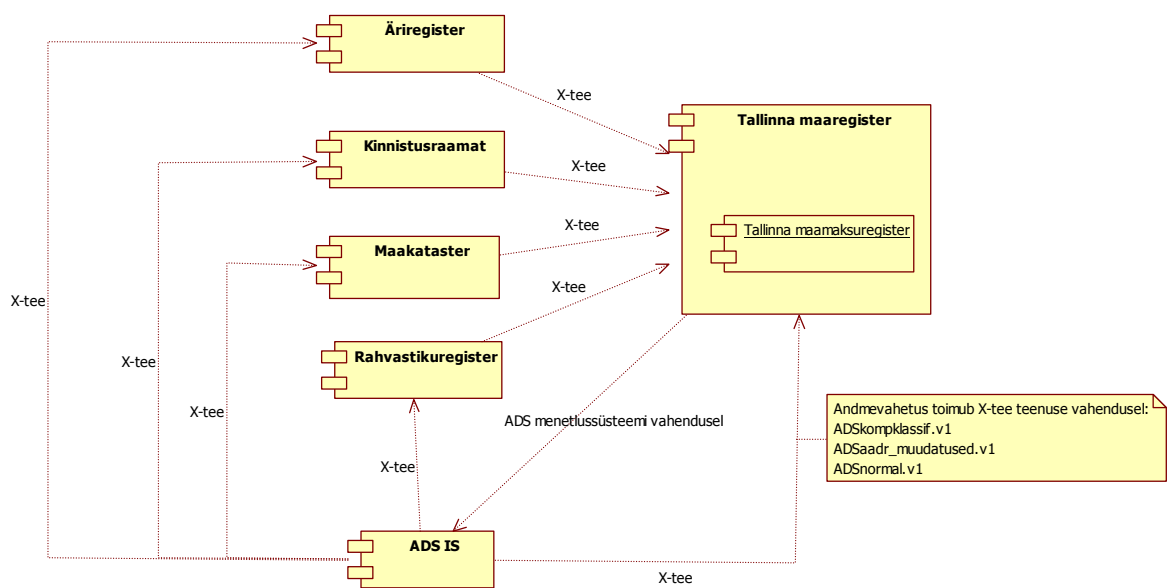 Äriregister
X-tee
Tallinna maaregister
Kinnistusraamat
X-tee
X-tee
Tallinna maamaksuregister
Maakataster
X-tee
X-tee
Rahvastikuregister
X-tee
X-tee
ADS menetlussüsteemi vahendusel
Andmevahetus toimub X-tee teenuse vahendusel:
ADSkompklassif.v1
ADSaadr_muudatused.v1
ADSnormal.v1
X-tee
ADS IS
X-tee